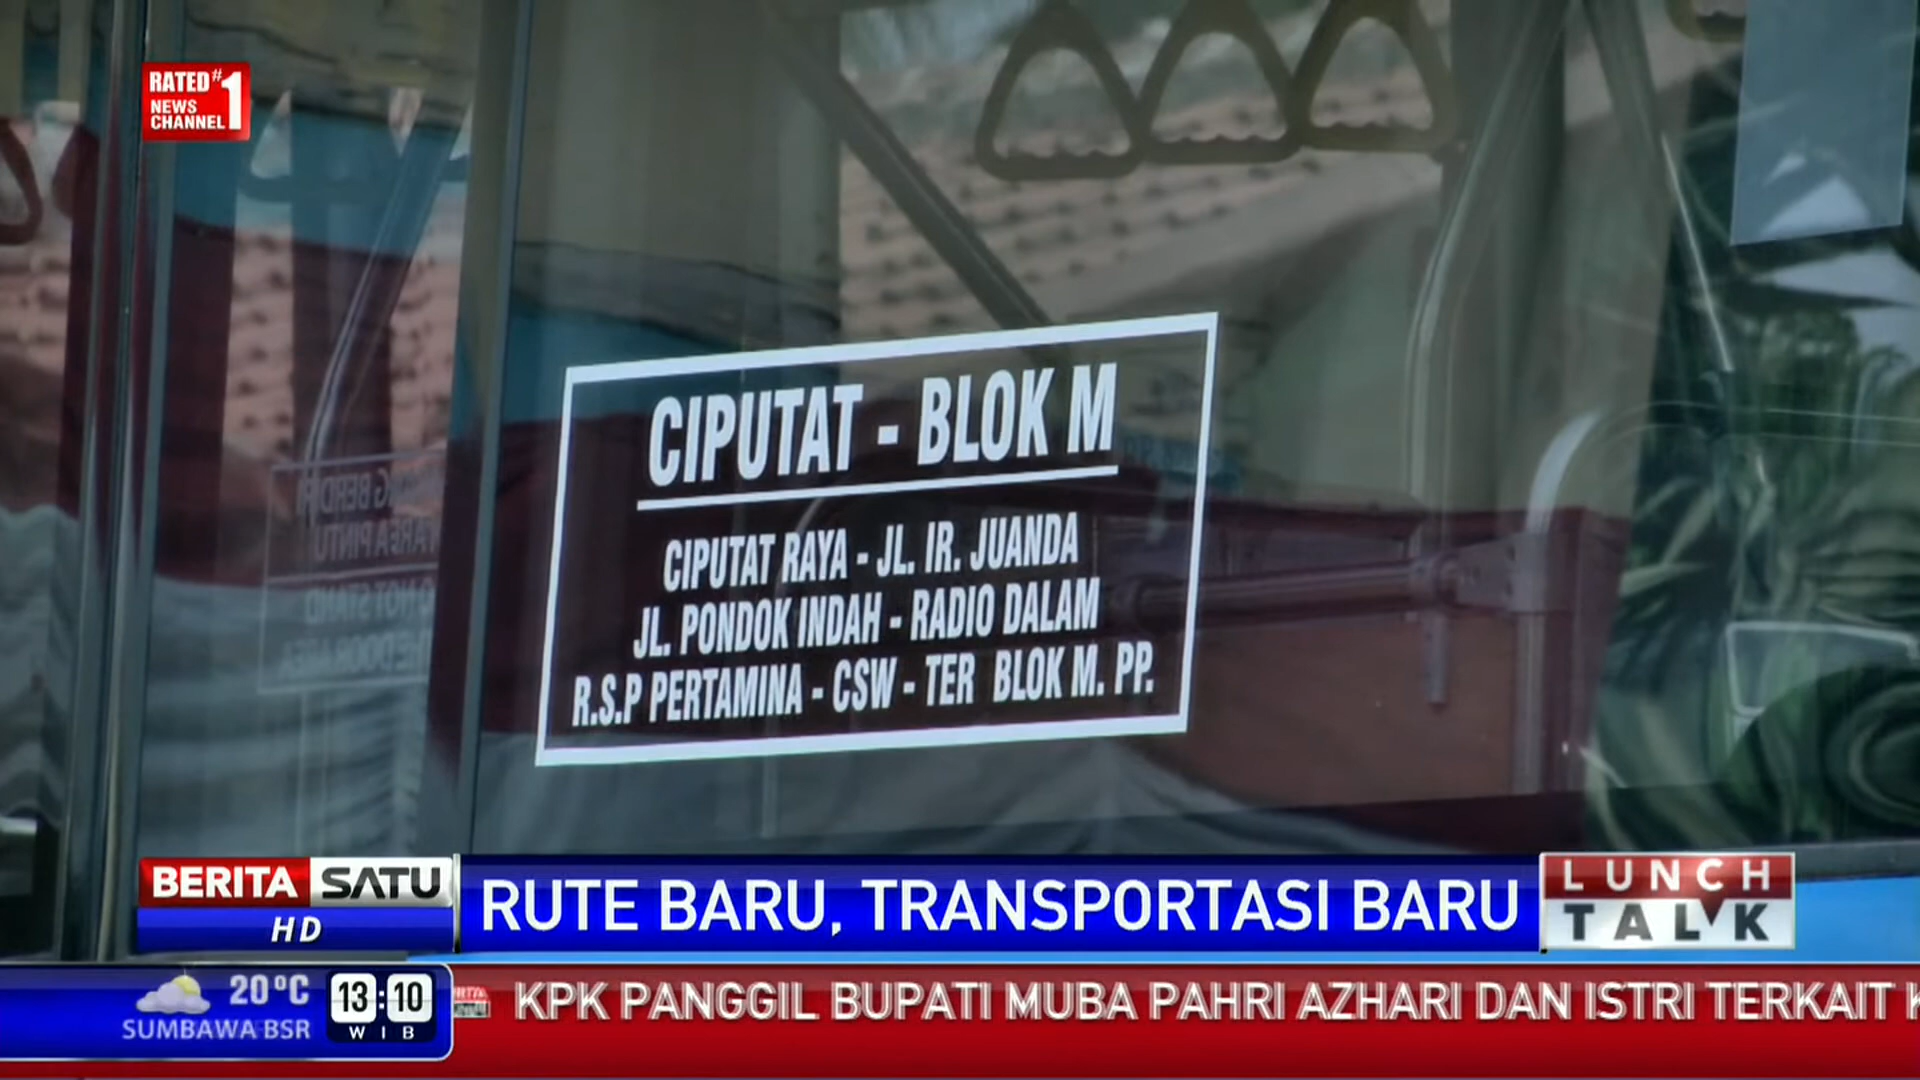 RATED #1
NEWS
CHANNEL
CIPUTAT - BLOK M
CIPUTAT RAYA - JL. IR. JUANDA
JL. PONDOK INDAH - RADIO DALAM
R.S.P PERTAMINA - CSW - TER BLOK M. PP.
BERITA SATU
HD
RUTE BARU, TRANSPORTASI BARU
LUNCH
TALK
20°C
SUMBAWA BSR
13:10
WIB
KPK PANGGIL BUPATI MUBA PAHRI AZHARI DAN ISTRI TERKAIT